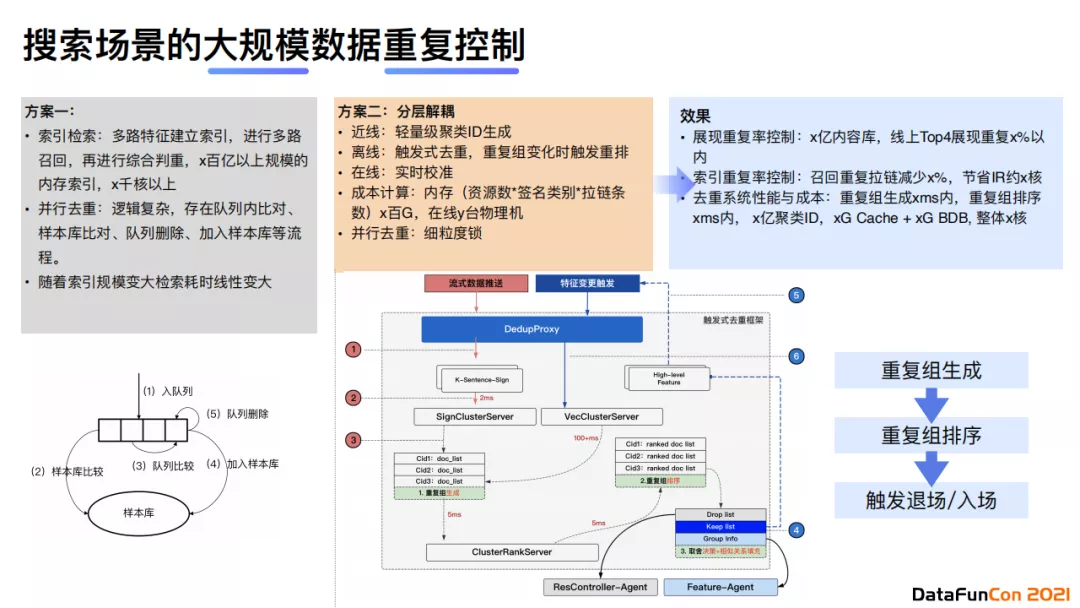 搜索场景的大规模数据重复控制
方案一：
• 索引检索：多路特征建立索引，进行多路
召回，再进行综合判重，x百亿以上规模的
内存索引，x千核以上
• 并行去重：逻辑复杂，存在队列内比对、
样本库比对、队列删除、加入样本库等流
程。
• 随着索引规模变大检索耗时线性变大
（1）入队列
（5）队列删除
（2）样本库比较
（3）队列比较
（4）加入样本库
样本库
方案二：分层解耦
• 近线：轻量级聚类ID生成
• 离线：触发式去重，重复组变化时触发重排
• 在线：实时校准
• 成本计算：内存（资源数*签名类别*拉链条
数）x百G，在线y台物理机
• 并行去重：细粒度锁
效果
• 展现重复率控制：x亿内容库，线上Top4展现重复x%以
内
• 索引重复率控制：召回重复拉链减少x%，节省IR约x核
• 去重系统性能与成本：重复组生成xms内，重复组排序
xms内， x亿聚类ID，xG Cache + xG BDB, 整体x核
流式数据推送
特征变更触发
5
触发式去重框架
DedupProxy
1
6
K-Sentence-Sign
High-level
Feature
2
2ms
SignClusterServer
VecClusterServer
3
100+ms
Cid1: doc_list
Cid2: doc_list
Cid3: doc_list
1. 重复组生成
Cid1: ranked doc list
Cid2: ranked doc list
Cid3: ranked doc list
2.重复组排序
5ms
5ms
Drop list
Keep list
Group Info
3. 取舍决策+相似关系填充
4
ClusterRankServer
ResController-Agent
Feature-Agent
重复组生成
重复组排序
触发退场/入场
DataFunCon 2021